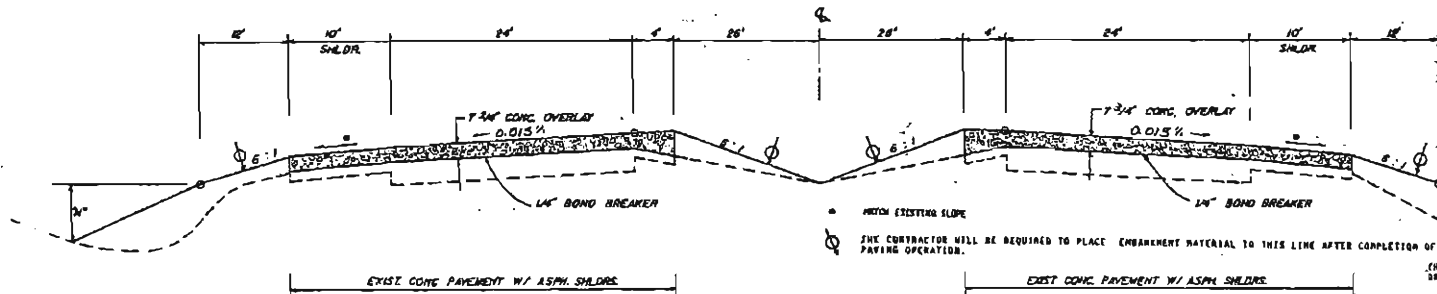 ℄
12' 10' 24' 4' 26' 28' 4' 24' 10' 12'
SHLDR. SHLDR.
7 3/4" CONC. OVERLAY 7 3/4" CONC. OVERLAY
0.015 '/' 0.015 '/'
6:1 6:1 6:1 6:1
1/4" BOND BREAKER 1/4" BOND BREAKER
MATCH EXISTING SLOPE
THE CONTRACTOR WILL BE REQUIRED TO PLACE EMBANKMENT MATERIAL TO THIS LINE AFTER COMPLETION OF
PAVING OPERATION.
EXIST. CONC PAVEMENT W/ ASPH. SHLDRS. EXIST CONC PAVEMENT W/ ASPH. SHLDRS.